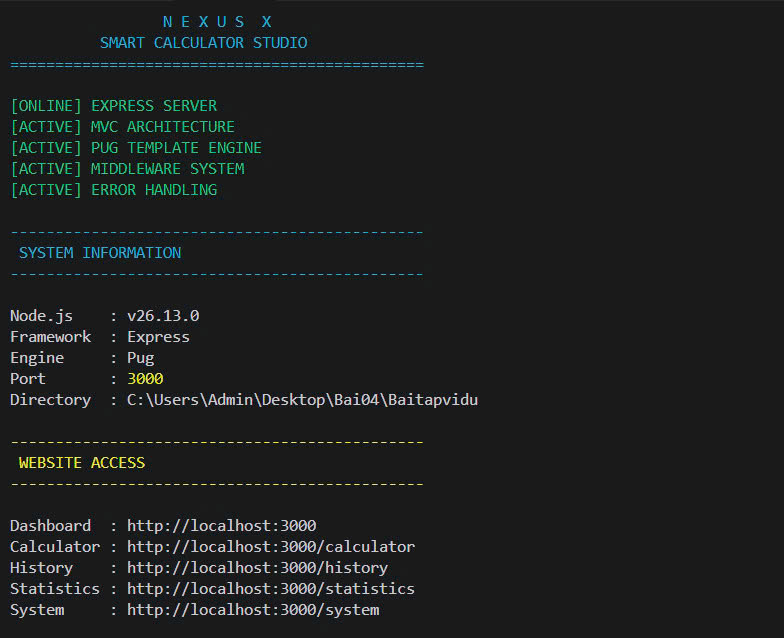 N E X U S  X
SMART CALCULATOR STUDIO
==============================================
[ONLINE] EXPRESS SERVER
[ACTIVE] MVC ARCHITECTURE
[ACTIVE] PUG TEMPLATE ENGINE
[ACTIVE] MIDDLEWARE SYSTEM
[ACTIVE] ERROR HANDLING
----------------------------------------------
SYSTEM INFORMATION
----------------------------------------------
Node.js    : v26.13.0
Framework  : Express
Engine     : Pug
Port       : 3000
Directory  : C:\Users\Admin\Desktop\Bai04\Baitapvidu
----------------------------------------------
WEBSITE ACCESS
----------------------------------------------
Dashboard  : http://localhost:3000
Calculator : http://localhost:3000/calculator
History    : http://localhost:3000/history
Statistics : http://localhost:3000/statistics
System     : http://localhost:3000/system